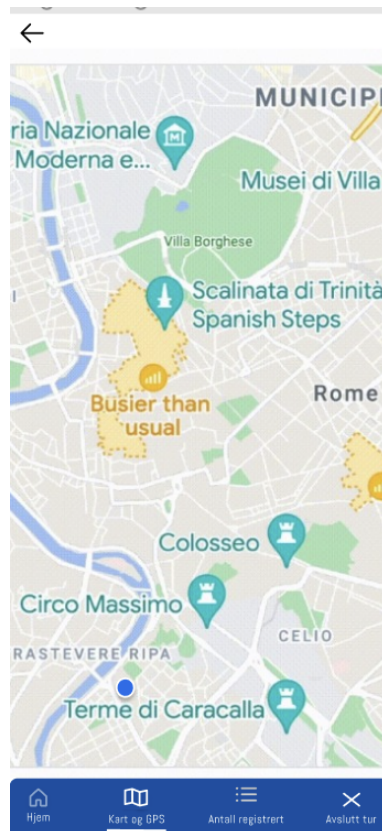 MUNICIPI
ria Nazionale
Moderna e...
Musei di Villa
Villa Borghese
Scalinata di Trinità
Spanish Steps
Busier than
usual
Rome
Colosseo
Circo Massimo
CELIO
RASTEVERE RIPA
Terme di Caracalla
Hjem
Kart og GPS
Antall registrert
Avslutt tur